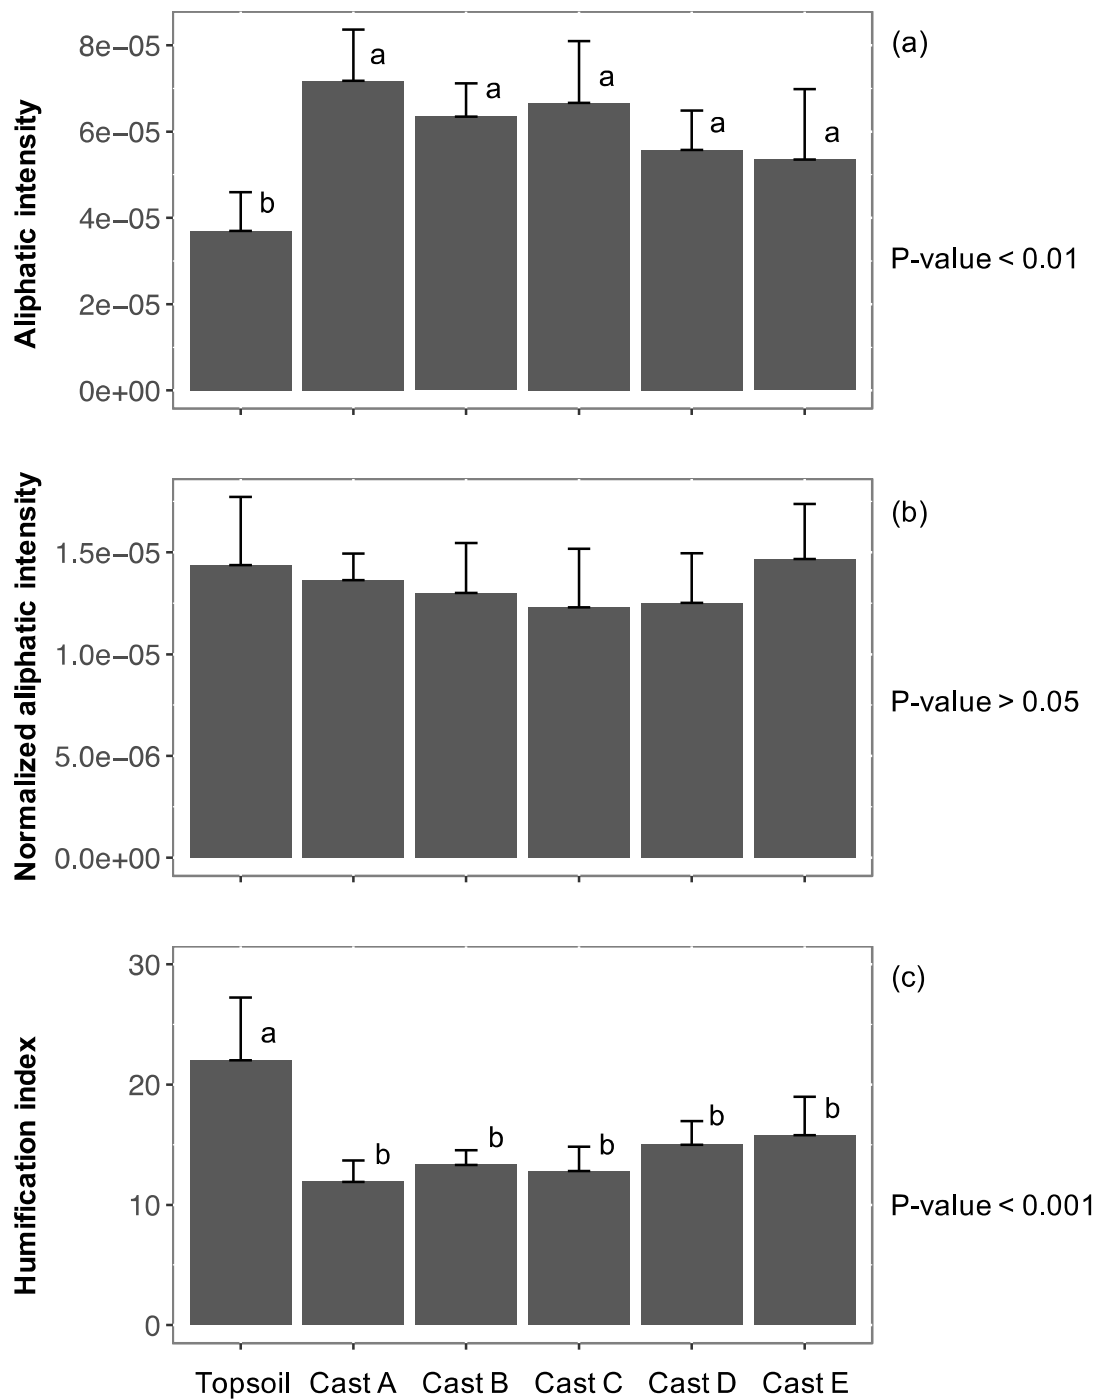 (a)
Aliphatic intensity
8e−05
6e−05
4e−05
2e−05
0e+00
b
a
a
a
a
a
P-value < 0.01
(b)
Normalized aliphatic intensity
1.5e−05
1.0e−05
5.0e−06
0.0e+00
P-value > 0.05
(c)
Humification index
30
20
10
0
a
b
b
b
b
b
P-value < 0.001
Topsoil Cast A Cast B Cast C Cast D Cast E